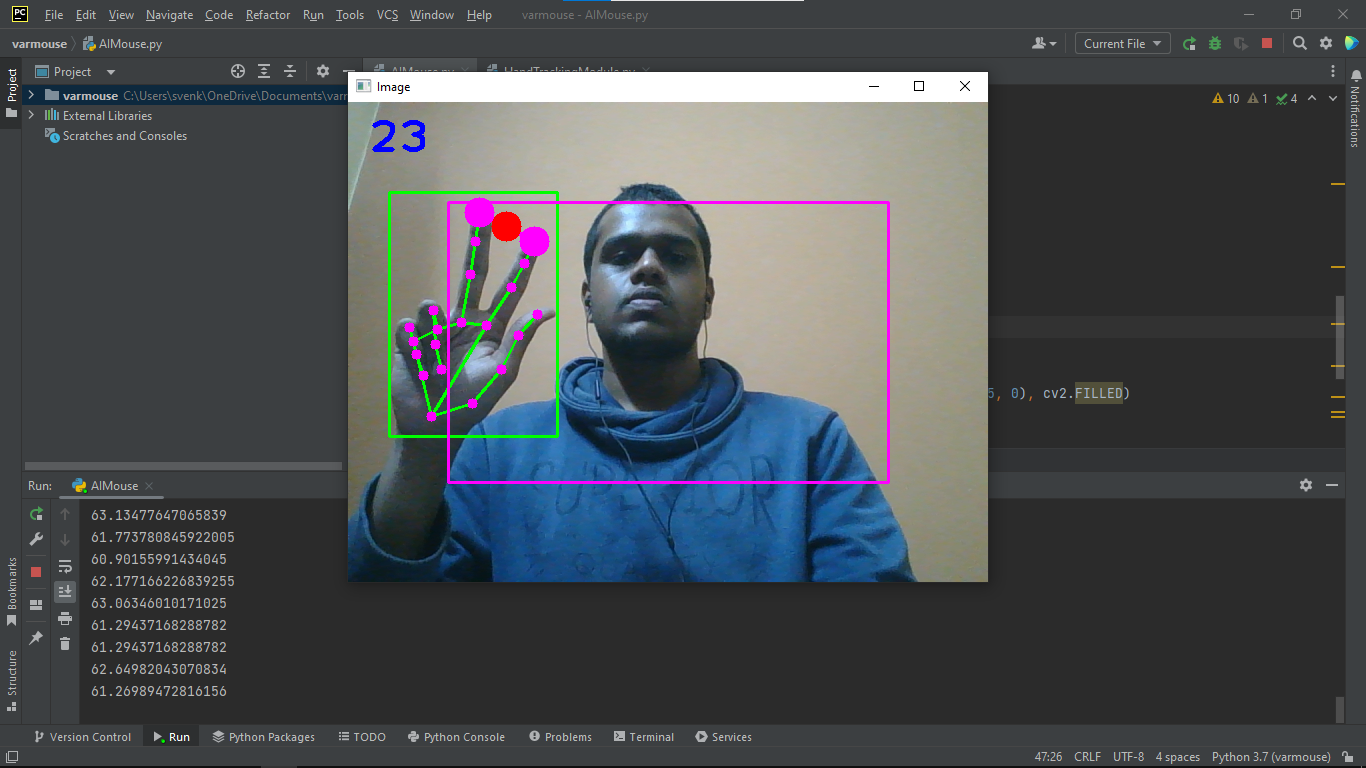 PC File Edit View Navigate Code Refactor Run Tools VCS Window Help varmouse - AIMouse.py
varmouse AIMouse.py Current File
Project Project AIMouse.py HandTrackingModule.py
varmouse C:\Users\svenk\OneDrive\Documents\varm 10 1 4
External Libraries
Scratches and Consoles
Notifications
Image
23
SUPERIOR
5, 0), cv2.FILLED)
Run: AIMouse
63.13477647065839
61.773780845922005
60.90155991434045
62.177166226839255
63.06346010171025
61.29437168288782
61.29437168288782
62.64982043070834
61.26989472816156
Bookmarks
Structure
Version Control Run Python Packages TODO Python Console Problems Terminal Services
47:26 CRLF UTF-8 4 spaces Python 3.7 (varmouse)